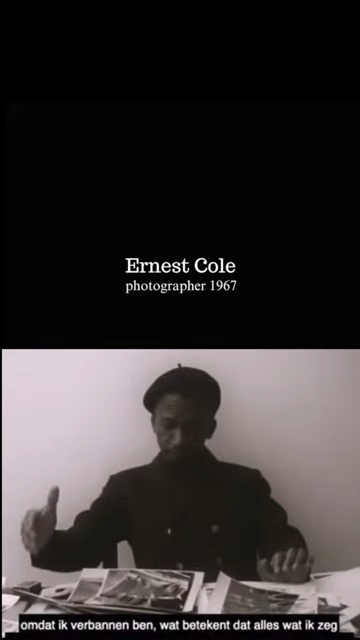 Ernest Cole
photographer 1967
omdat ik verbannen ben, wat betekent dat alles wat ik zeg